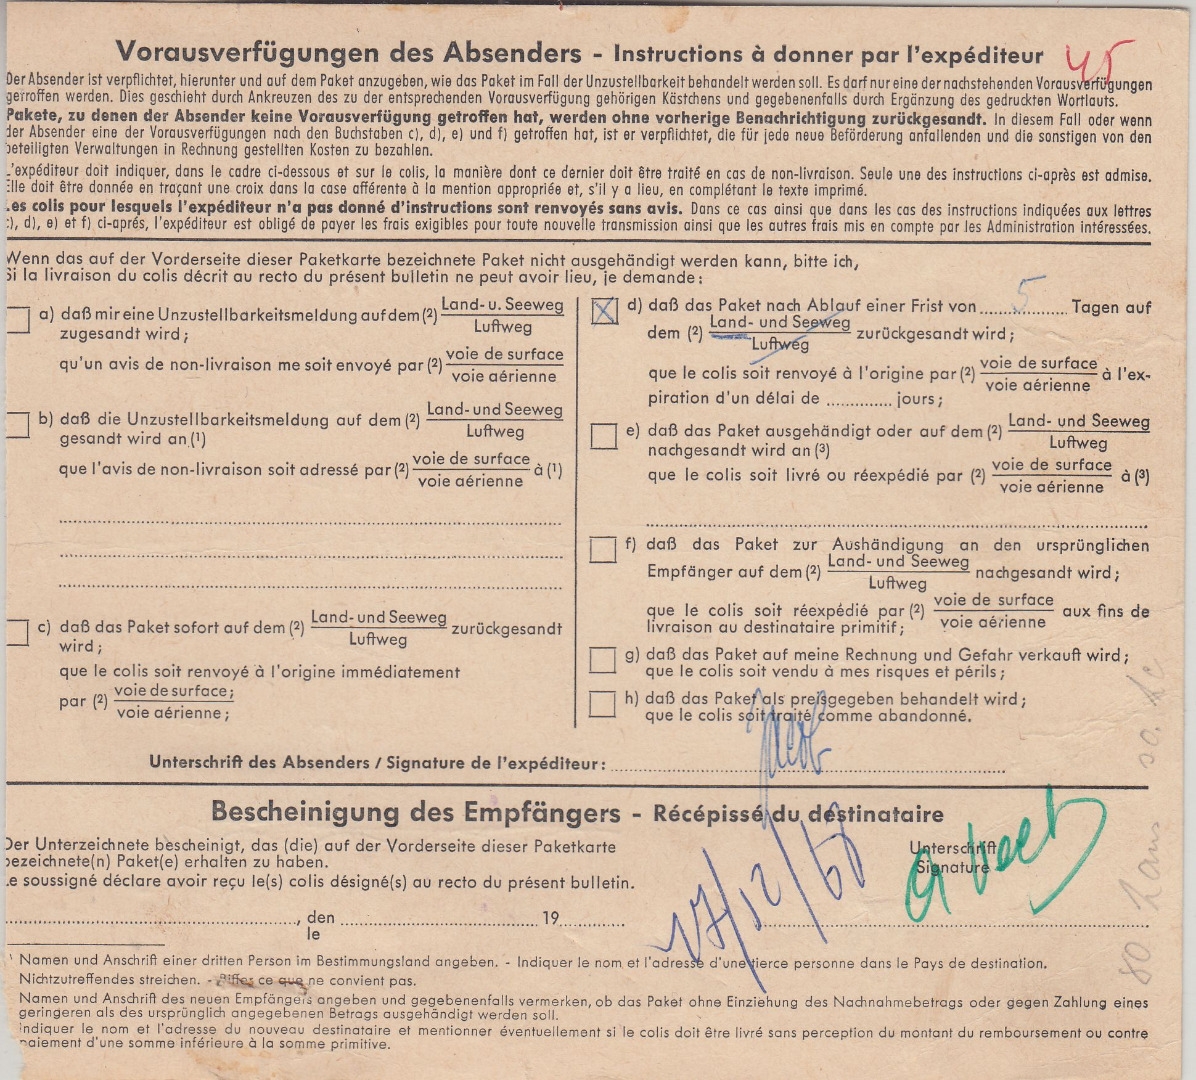 Vorausverfügungen des Absenders - Instructions à donner par l'expéditeur 45
Der Absender ist verpflichtet, hierunter und auf dem Paket anzugeben, wie das Paket im Fall der Unzustellbarkeit behandelt werden soll. Es darf nur eine der nachstehenden Vorausverfügungen
getroffen werden. Dies geschieht durch Ankreuzen des zu der entsprechenden Vorausverfügung gehörigen Kästchens und gegebenenfalls durch Ergänzung des gedruckten Wortlauts.
Pakete, zu denen der Absender keine Vorausverfügung getroffen hat, werden ohne vorherige Benachrichtigung zurückgesandt. In diesem Fall oder wenn
der Absender eine der Vorausverfügungen nach den Buchstaben c), d), e) und f) getroffen hat, ist er verpflichtet, die für jede neue Beförderung anfallenden und die sonstigen von den
beteiligten Verwaltungen in Rechnung gestellten Kosten zu bezahlen.
L'expéditeur doit indiquer, dans le cadre ci-dessous et sur le colis, la manière dont ce dernier doit être traité en cas de non-livraison. Seule une des instructions ci-après est admise.
Elle doit être donnée en traçant une croix dans la case afférente à la mention appropriée et, s'il y a lieu, en complétant le texte imprimé.
Les colis pour lesquels l'expéditeur n'a pas donné d'instructions sont renvoyés sans avis. Dans ce cas ainsi que dans les cas des instructions indiquées aux lettres
c), d), e) et f) ci-aprés, l'expéditeur est obligé de payer les frais exigibles pour toute nouvelle transmission ainsi que les autres frais mis en compte par les Administration intéressées.
Wenn das auf der Vorderseite dieser Paketkarte bezeichnete Paket nicht ausgehändigt werden kann, bitte ich,
Si la livraison du colis décrit au recto du présent bulletin ne peut avoir lieu, je demande:
a) daß mir eine Unzustellbarkeitsmeldung auf dem (2) Land- u. Seeweg
Luftweg
zugesandt wird;
qu'un avis de non-livraison me soit envoyé par (2) voie de surface
voie aérienne
b) daß die Unzustellbarkeitsmeldung auf dem (2) Land- und Seeweg
Luftweg
gesandt wird an (1)
que l'avis de non-livraison soit adressé par (2) voie de surface
voie aérienne
à (1)
c) daß das Paket sofort auf dem (2) Land- und Seeweg
Luftweg
zurückgesandt
wird;
que le colis soit renvoyé à l'origine immédiatement
par (2) voie de surface;
voie aérienne;
d) daß das Paket nach Ablauf einer Frist von 5 Tagen auf
dem (2) Land- und Seeweg
Luftweg
zurückgesandt wird;
que le colis soit renvoyé à l'origine par (2) voie de surface
voie aérienne
à l'ex-
piration d'un délai de ............. jours;
e) daß das Paket ausgehändigt oder auf dem (2) Land- und Seeweg
Luftweg
nachgesandt wird an (3)
que le colis soit livré ou réexpédié par (2) voie de surface
voie aérienne
à (3)
f) daß das Paket zur Aushändigung an den ursprünglichen
Empfänger auf dem (2) Land- und Seeweg
Luftweg
nachgesandt wird;
que le colis soit réexpédié par (2) voie de surface
voie aérienne
aux fins de
livraison au destinataire primitif;
g) daß das Paket auf meine Rechnung und Gefahr verkauft wird;
que le colis soit vendu à mes risques et périls;
h) daß das Paket als preisgegeben behandelt wird;
que le colis soit traité comme abandonné.
Unterschrift des Absenders / Signature de l'expéditeur:
Bescheinigung des Empfängers - Récépissé du destinataire
Der Unterzeichnete bescheinigt, das (die) auf der Vorderseite dieser Paketkarte
bezeichnete(n) Paket(e) erhalten zu haben.
Le soussigné déclare avoir reçu le(s) colis désigné(s) au recto du présent bulletin.
Unterschrift
Signature
, den
le
19
17/12/68
1 Namen und Anschrift einer dritten Person im Bestimmungsland angeben. - Indiquer le nom et l'adresse d'une tierce personne dans le Pays de destination.
Nichtzutreffendes streichen. - Biffer ce que ne convient pas.
Namen und Anschrift des neuen Empfängers angeben und gegebenenfalls vermerken, ob das Paket ohne Einziehung des Nachnahmebetrags oder gegen Zahlung eines
geringeren als des ursprünglich angegebenen Betrags ausgehändigt werden soll.
Indiquer le nom et l'adresse du nouveau destinataire et mentionner éventuellement si le colis doit être livré sans perception du montant du remboursement ou contre
paiement d'une somme inférieure à la somme primitive.